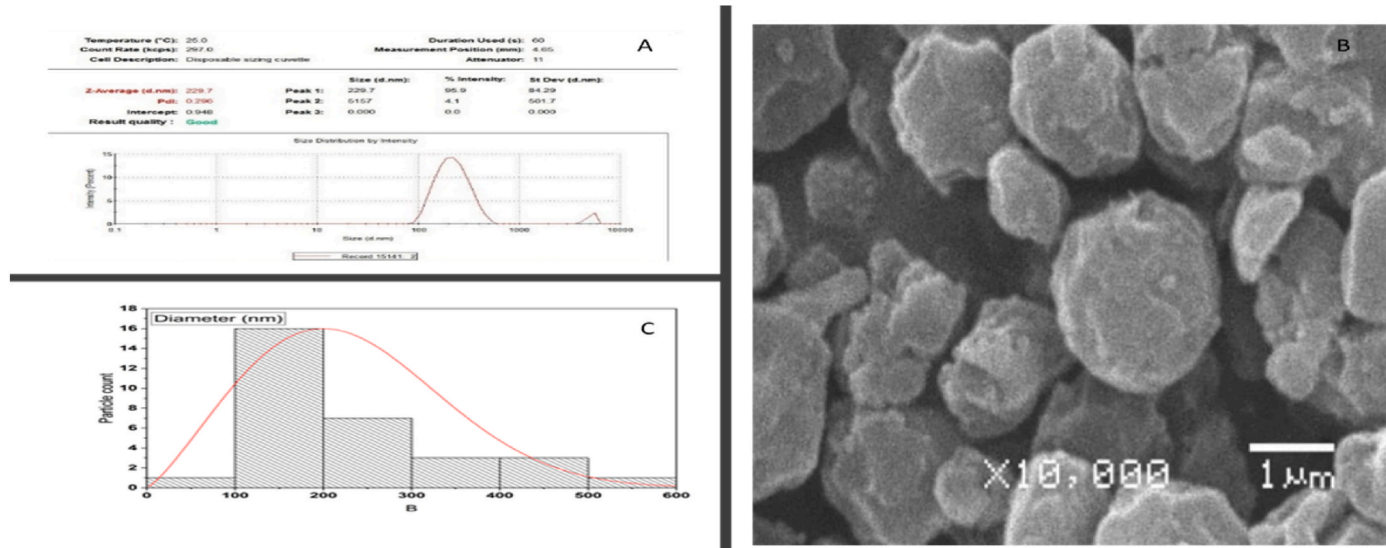 A
Temperature (°C): 25.0 Duration Used (s): 60
Count Rate (kcps): 297.0 Measurement Position (mm): 4.65
Cell Description: Disposable sizing cuvette Attenuator: 11
Size (d.nm): % Intensity: St Dev (d.nm):
Z-Average (d.nm): 229.7 Peak 1: 229.7 95.9 84.29
PdI: 0.296 Peak 2: 5157 4.1 501.7
Intercept: 0.948 Peak 3: 0.000 0.0 0.000
Result quality : Good
Size Distribution by Intensity
Intensity (Percent)
15
10
5
0
0.1 1 10 100 1000 10000
Size (d.nm)
Record 15141: 2
C
Diameter (nm)
Particle count
18
16
14
12
10
8
6
4
2
0
0 100 200 300 400 500 600
B
B
X10,000 1μm